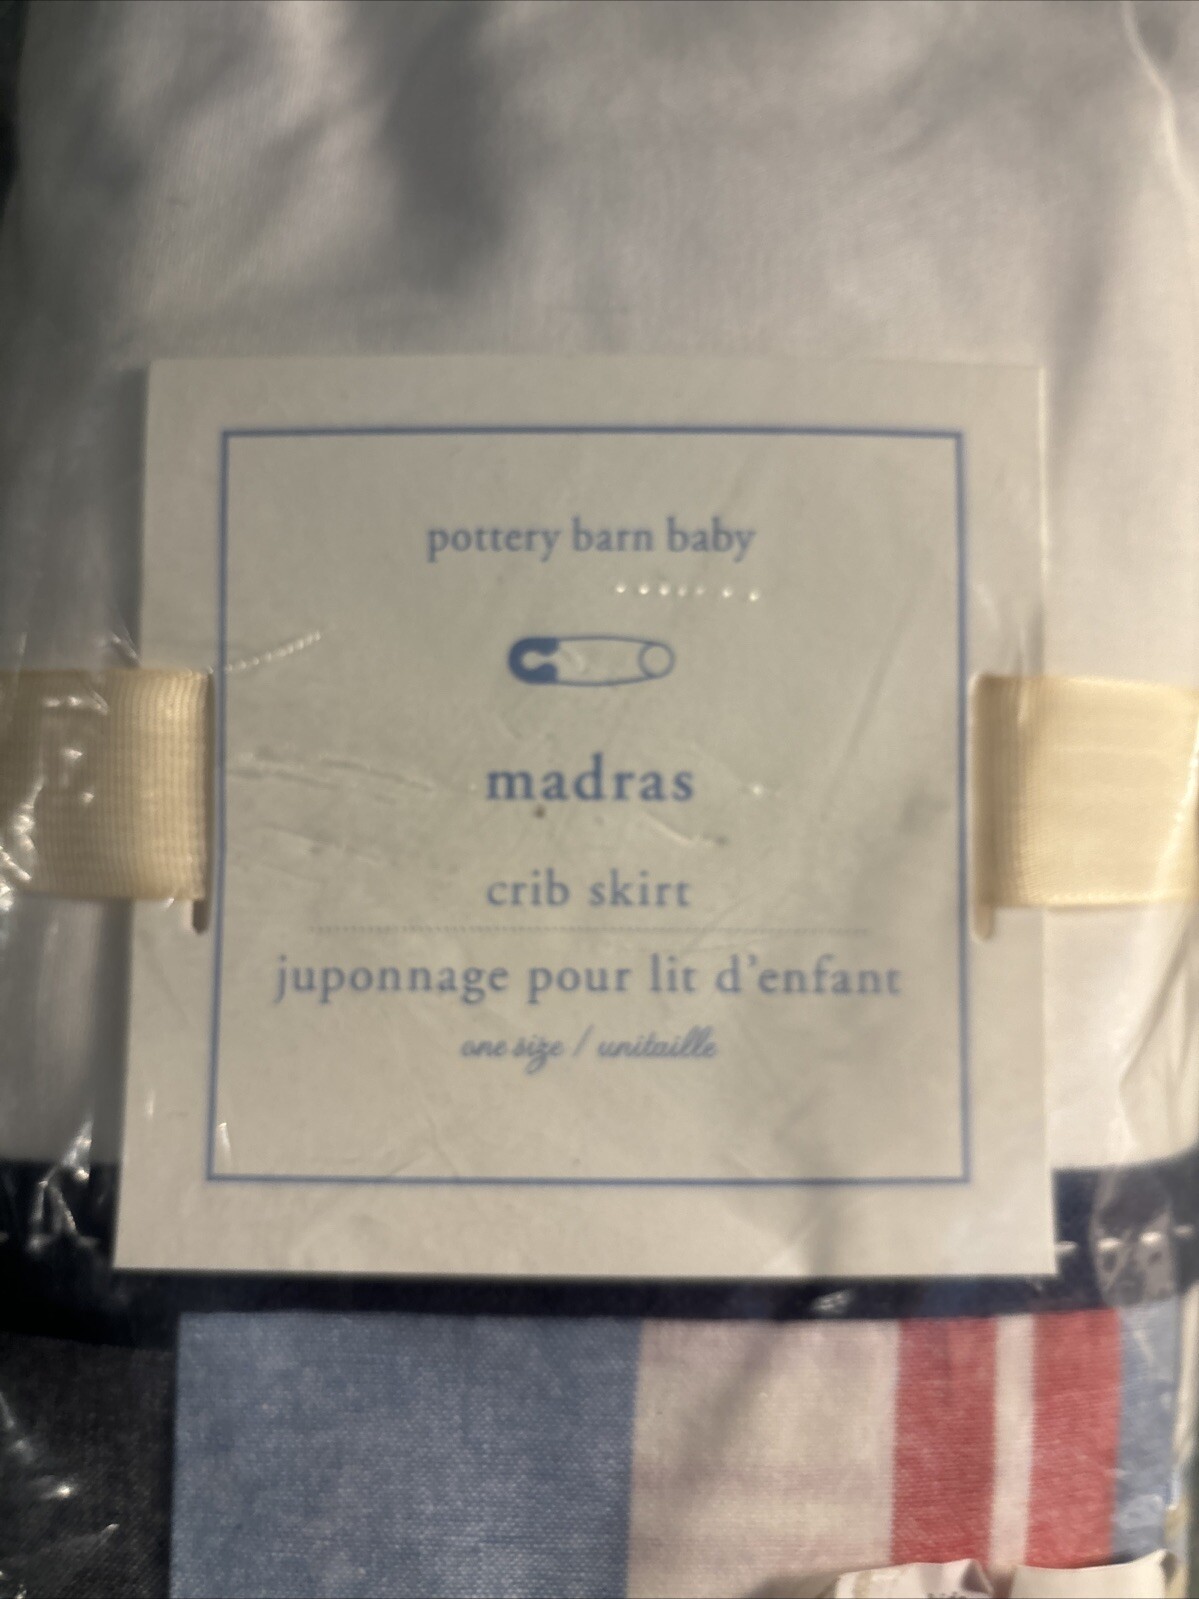 pottery barn baby
madras
crib skirt
juponnage pour lit d'enfant
one size / unitaille